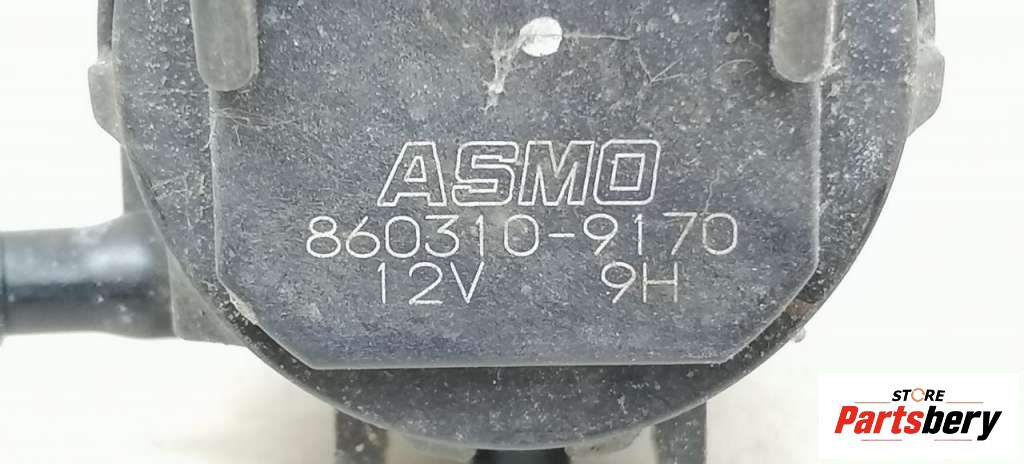 ASMO
860310-9170
12V 9H
STORE
Partsbery